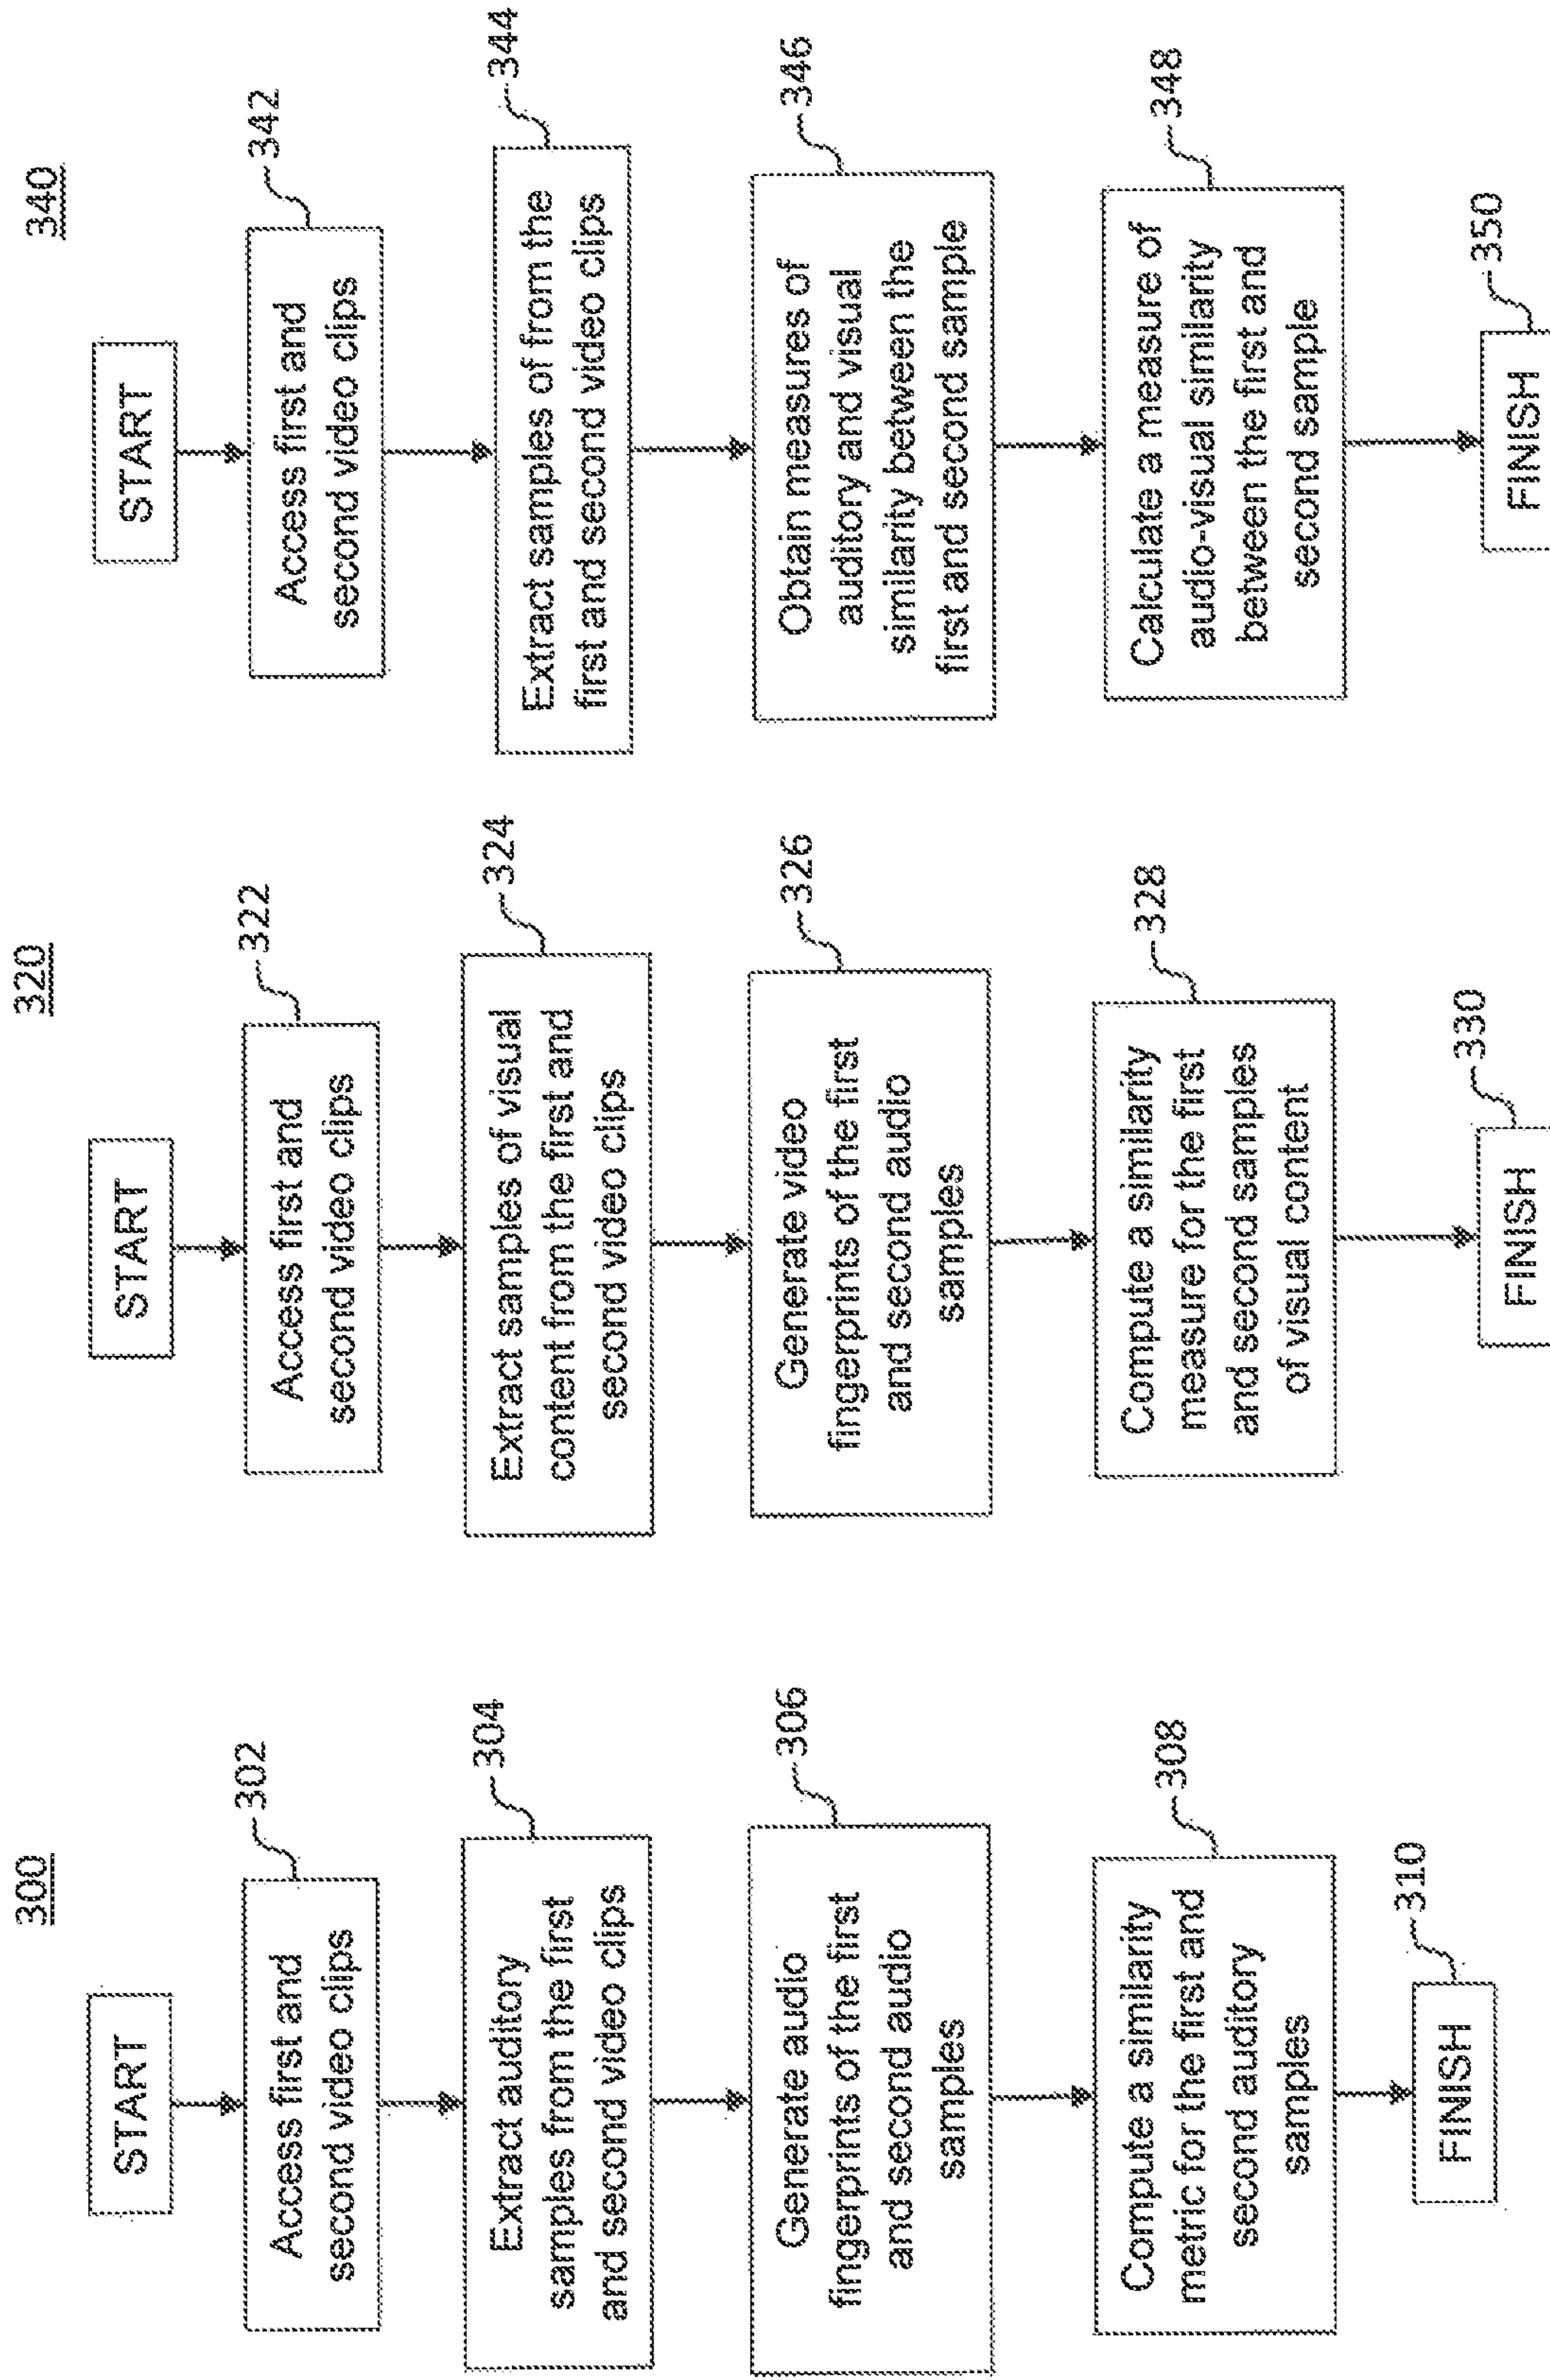 300
START
Access first and
second video clips
302
Extract auditory
samples from the first
and second video clips
304
Generate audio
fingerprints of the first
and second audio
samples
306
Compute a similarity
metric for the first and
second auditory
samples
308
FINISH
310
320
START
Access first and
second video clips
322
Extract samples of visual
content from the first and
second video clips
324
Generate video
fingerprints of the first
and second audio
samples
326
Compute a similarity
measure for the first
and second samples
of visual content
328
FINISH
330
340
START
Access first and
second video clips
342
Extract samples of from the
first and second video clips
344
Obtain measures of
auditory and visual
similarity between the
first and second sample
346
Calculate a measure of
audio-visual similarity
between the first and
second sample
348
FINISH
350